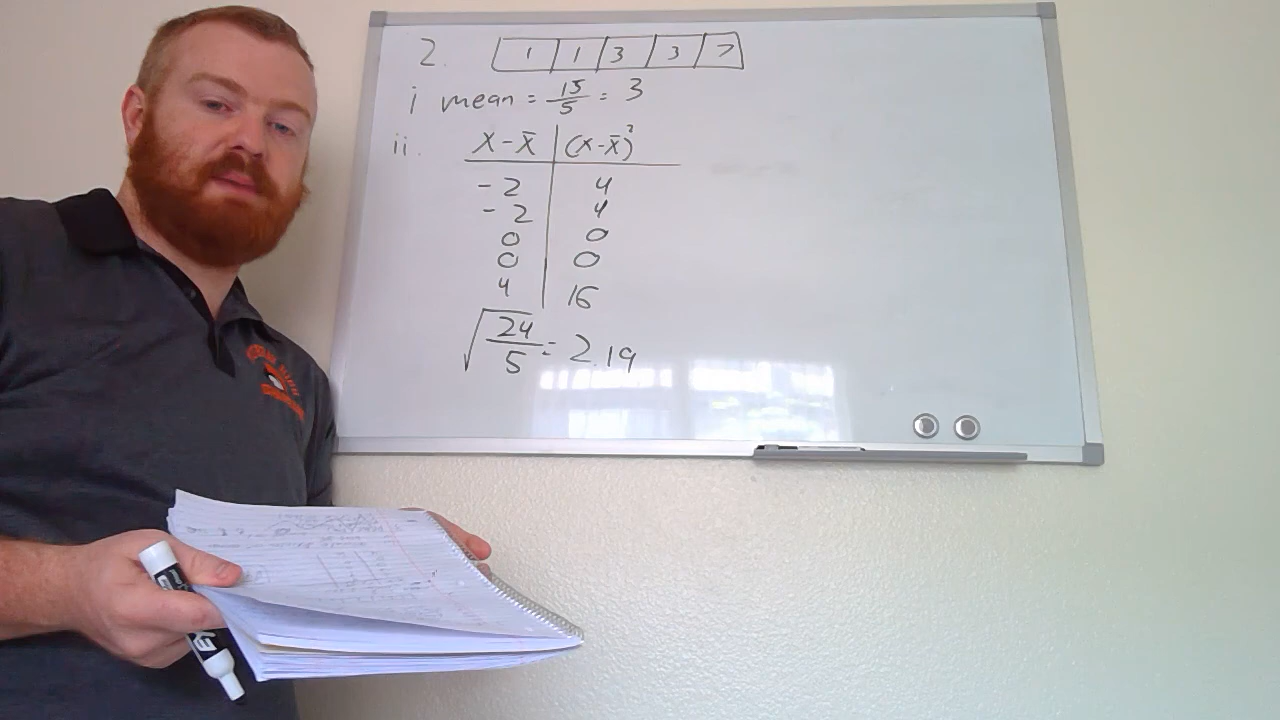 2. 1 1 3 3 7
i mean = 15/5 = 3
ii. x - x̄ | (x - x̄)²
-2 4
-2 4
0 0
0 0
4 16
√24/5 = 2.19